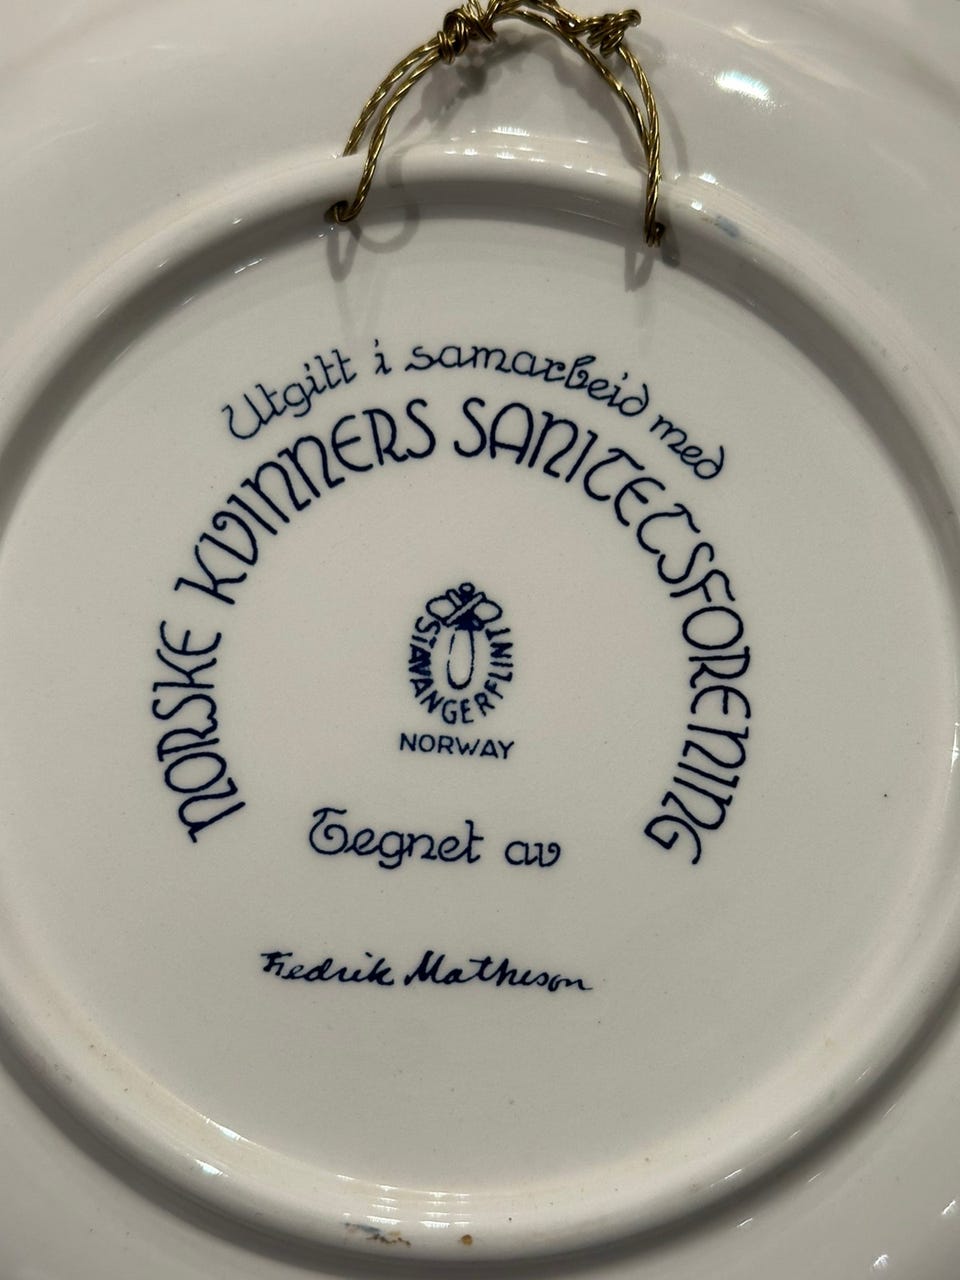 Utgitt i samarbeid med
NORSKE KVINNERS SANITETSFORENING
STAVANGERFLINT
NORWAY
Tegnet av
Fredrik Matheson